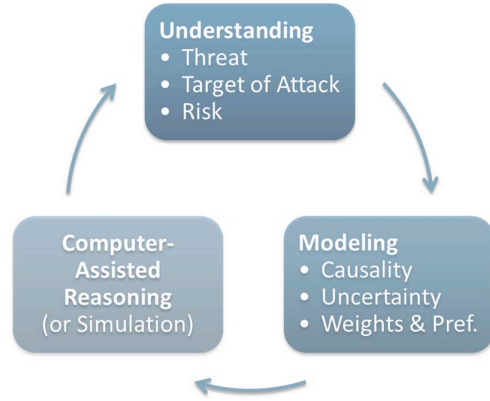 Understanding
• Threat
• Target of Attack
• Risk
Modeling
• Causality
• Uncertainty
• Weights & Pref.
Computer-
Assisted
Reasoning
(or Simulation)